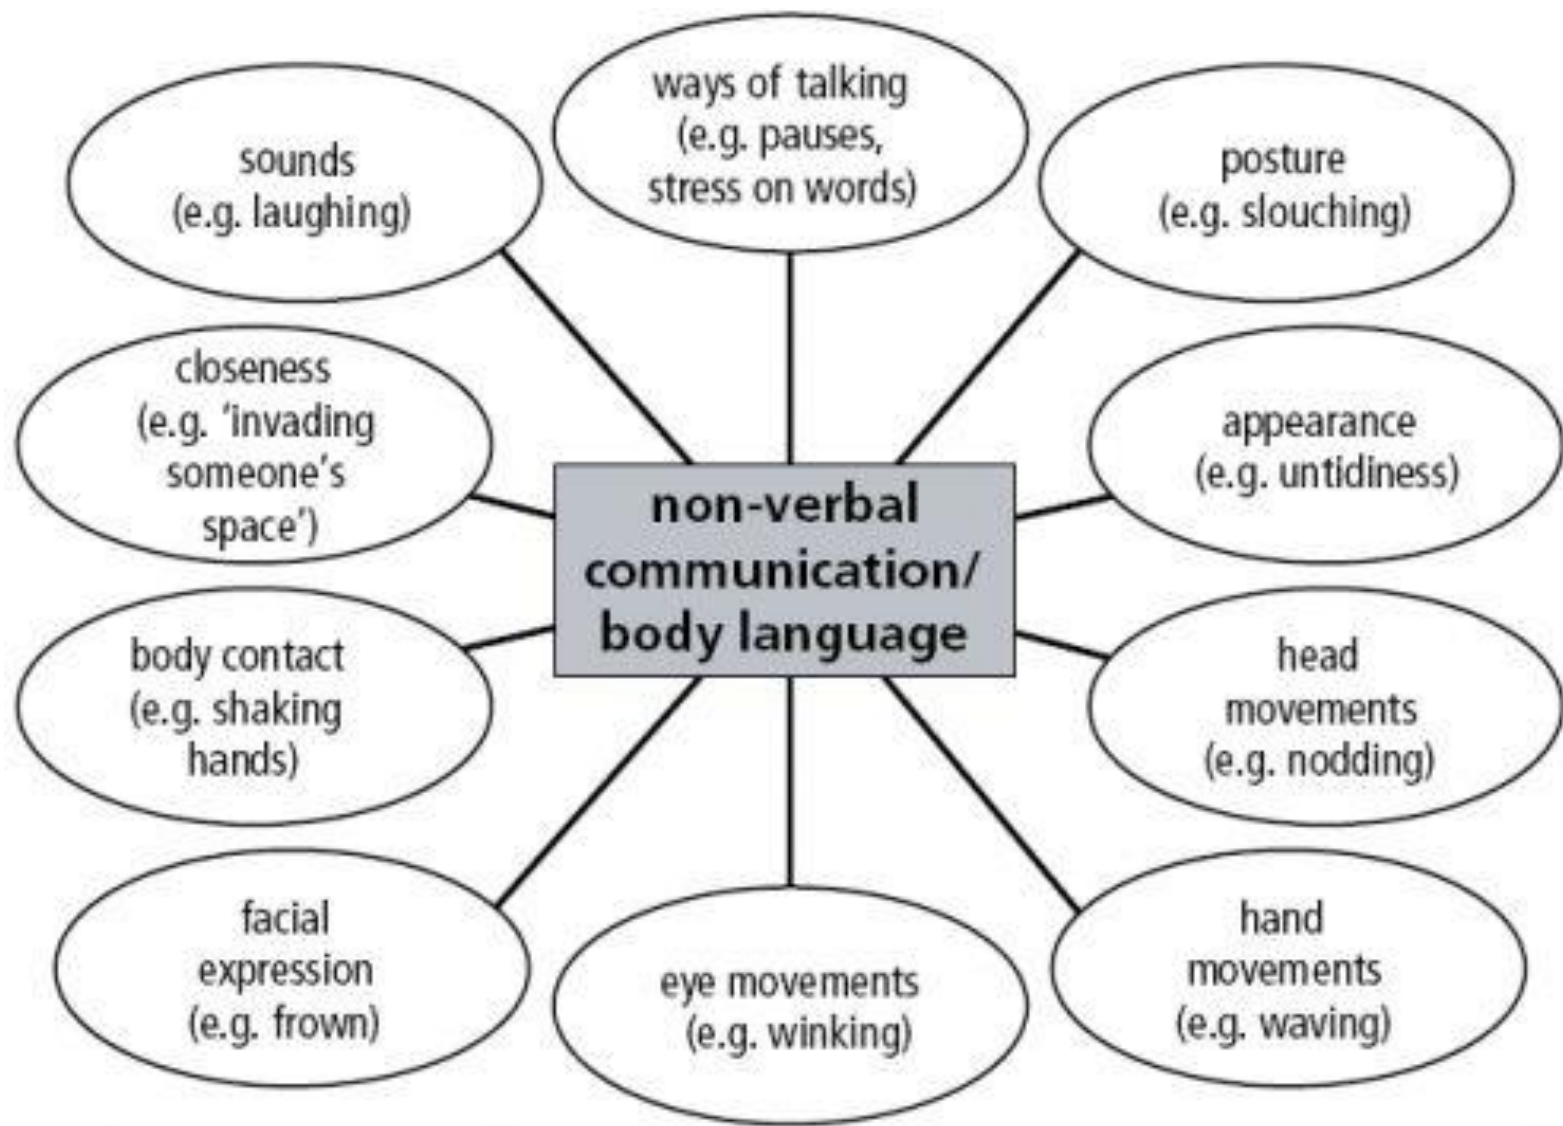 ways of talking
(e.g. pauses,
stress on words)
sounds
(e.g. laughing)
posture
(e.g. slouching)
closeness
(e.g. ‘invading
someone’s
space’)
appearance
(e.g. untidiness)
non-verbal
communication/
body language
body contact
(e.g. shaking
hands)
head
movements
(e.g. nodding)
facial
expression
(e.g. frown)
eye movements
(e.g. winking)
hand
movements
(e.g. waving)